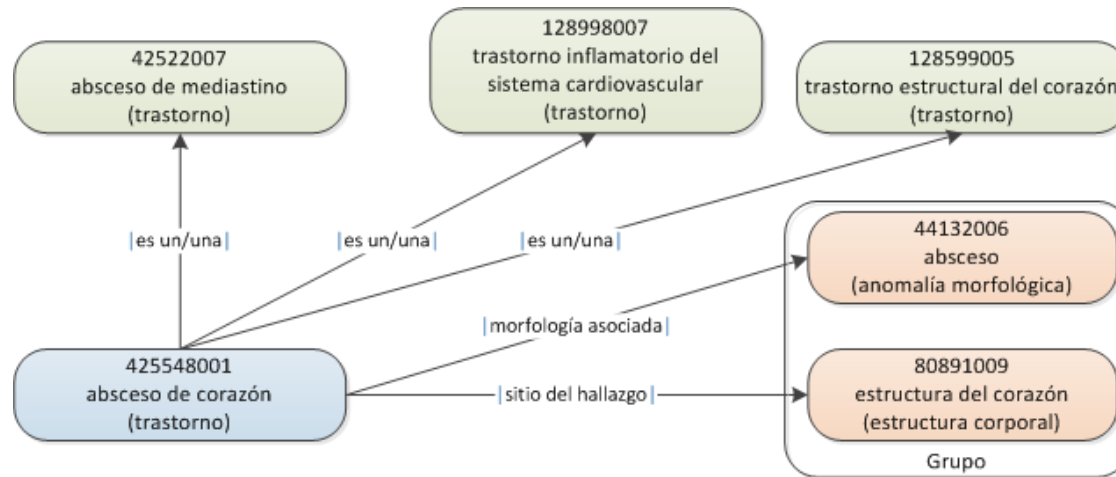 42522007
absceso de mediastino
(trastorno)
128998007
trastorno inflamatorio del
sistema cardiovascular
(trastorno)
128599005
trastorno estructural del corazón
(trastorno)
|es un/una|
|es un/una|
|es un/una|
44132006
absceso
(anomalía morfológica)
|morfología asociada|
425548001
absceso de corazón
(trastorno)
|sitio del hallazgo|
80891009
estructura del corazón
(estructura corporal)
Grupo